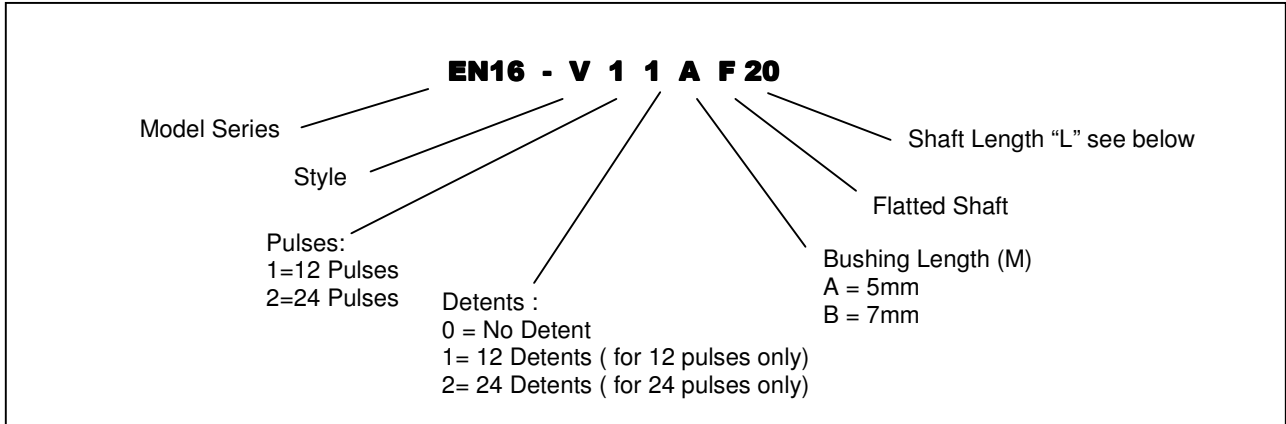 EN16 - V 1 1 A F 20
Model Series
Shaft Length “L” see below
Style
Flatted Shaft
Pulses:
1=12 Pulses
2=24 Pulses
Bushing Length (M)
A = 5mm
B = 7mm
Detents :
0 = No Detent
1= 12 Detents ( for 12 pulses only)
2= 24 Detents ( for 24 pulses only)